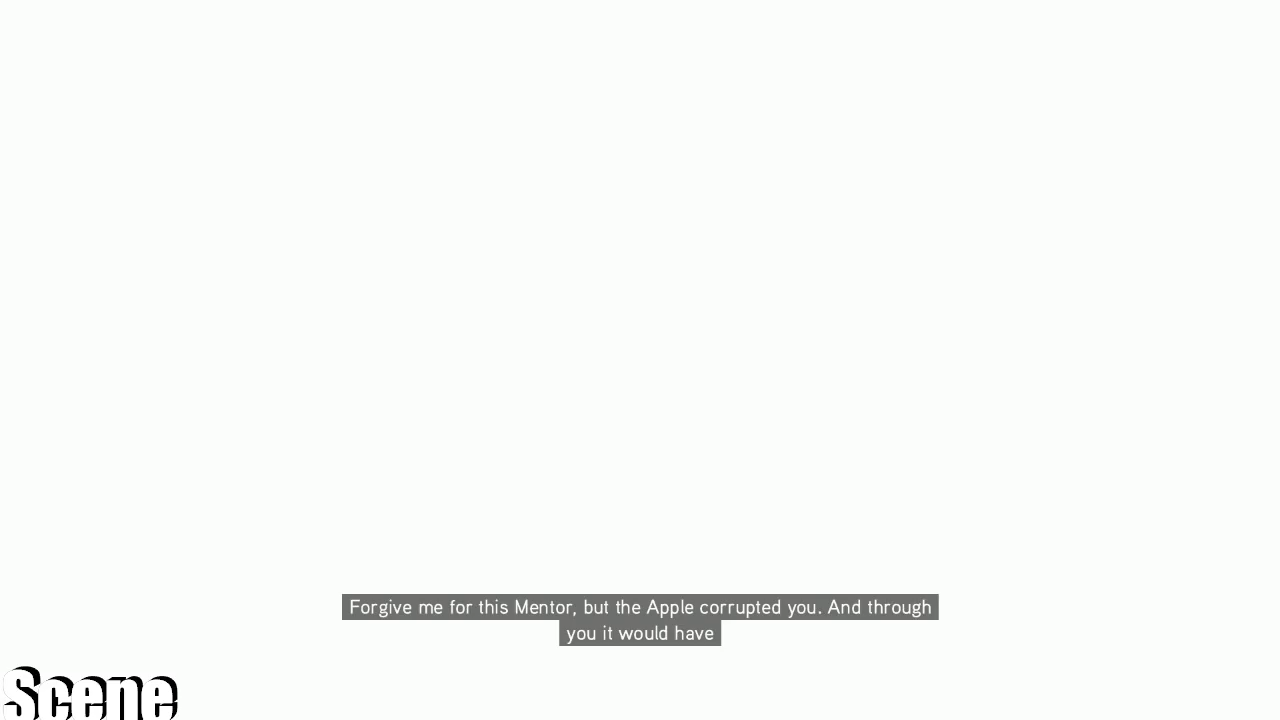 Forgive me for this Mentor, but the Apple corrupted you. And through
you it would have
Scene